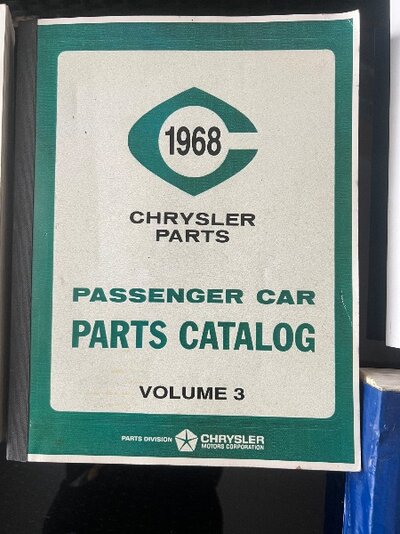 1968
CHRYSLER
PARTS
PASSENGER CAR
PARTS CATALOG
VOLUME 3
PARTS DIVISION CHRYSLER
MOTORS CORPORATION